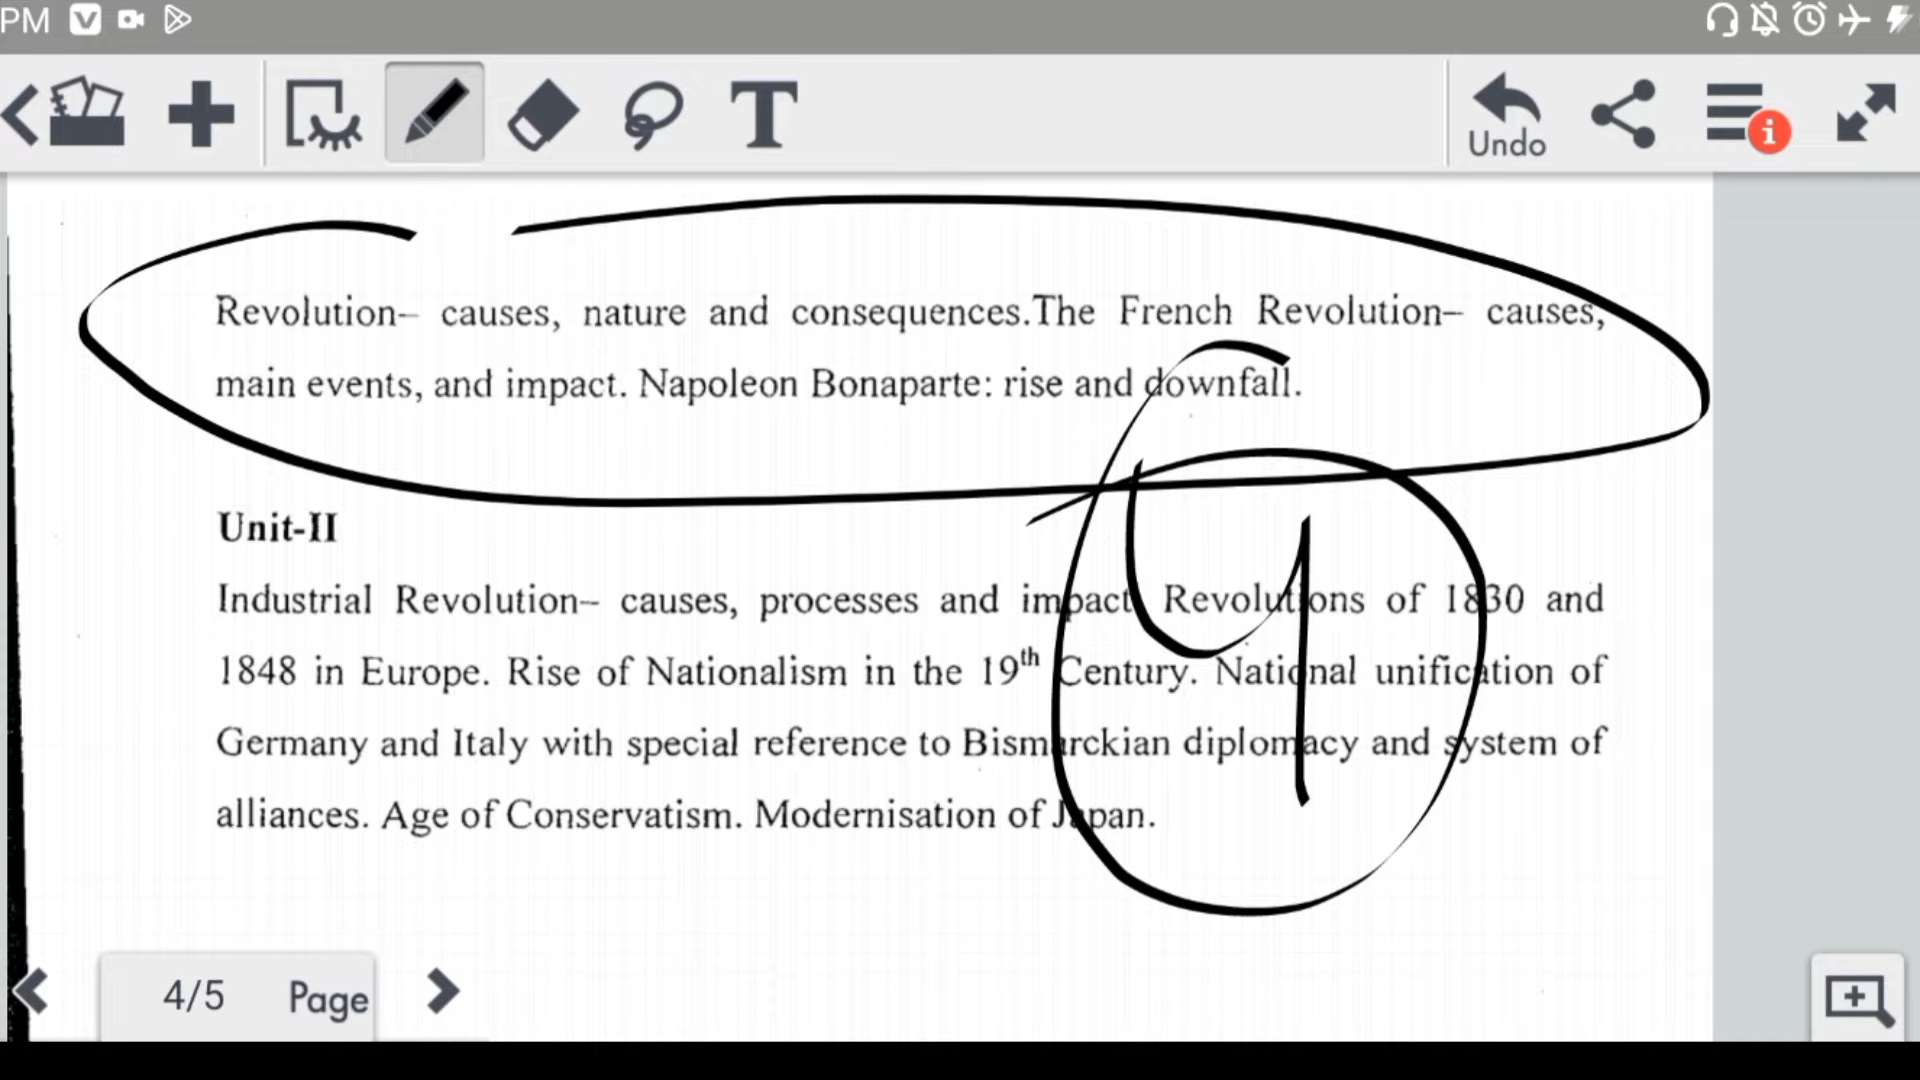 PM
Undo
Revolution– causes, nature and consequences.The French Revolution– causes,
main events, and impact. Napoleon Bonaparte: rise and downfall.
Unit-II
Industrial Revolution– causes, processes and impact. Revolutions of 1830 and
1848 in Europe. Rise of Nationalism in the 19th Century. National unification of
Germany and Italy with special reference to Bismarckian diplomacy and system of
alliances. Age of Conservatism. Modernisation of Japan.
4/5 Page